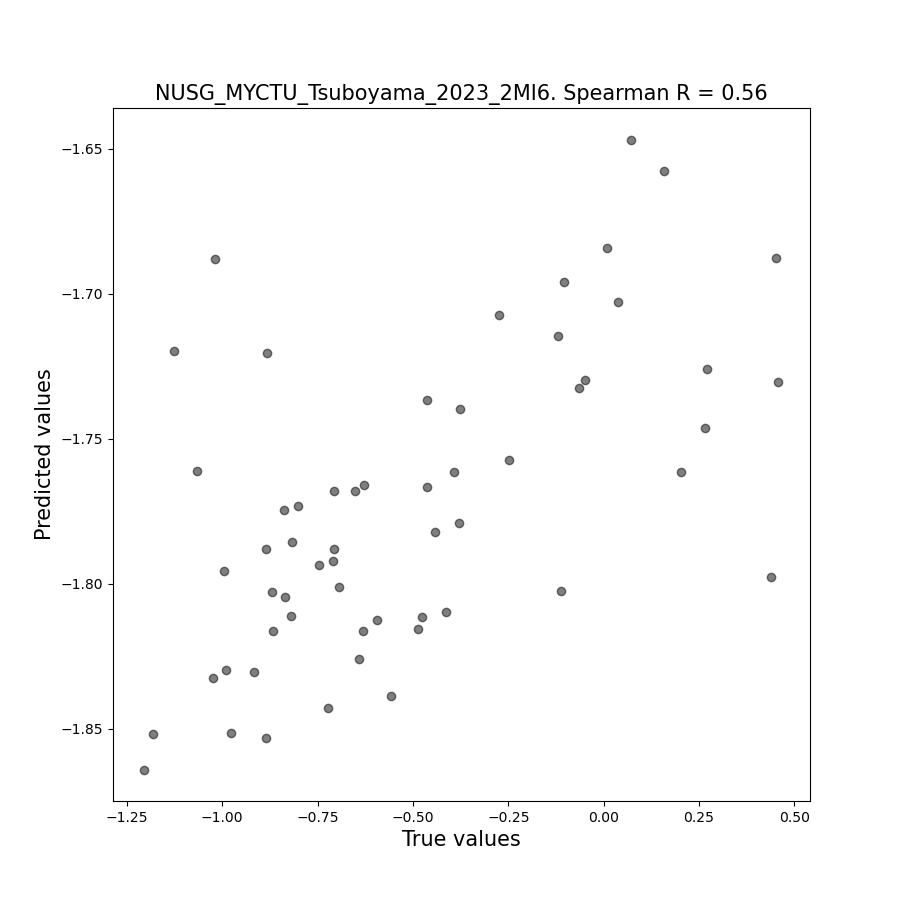 NUSG_MYCTU_Tsuboyama_2023_2MI6. Spearman R = 0.56
−1.65
−1.70
−1.75
−1.80
−1.85
Predicted values
−1.25 −1.00 −0.75 −0.50 −0.25 0.00 0.25 0.50
True values